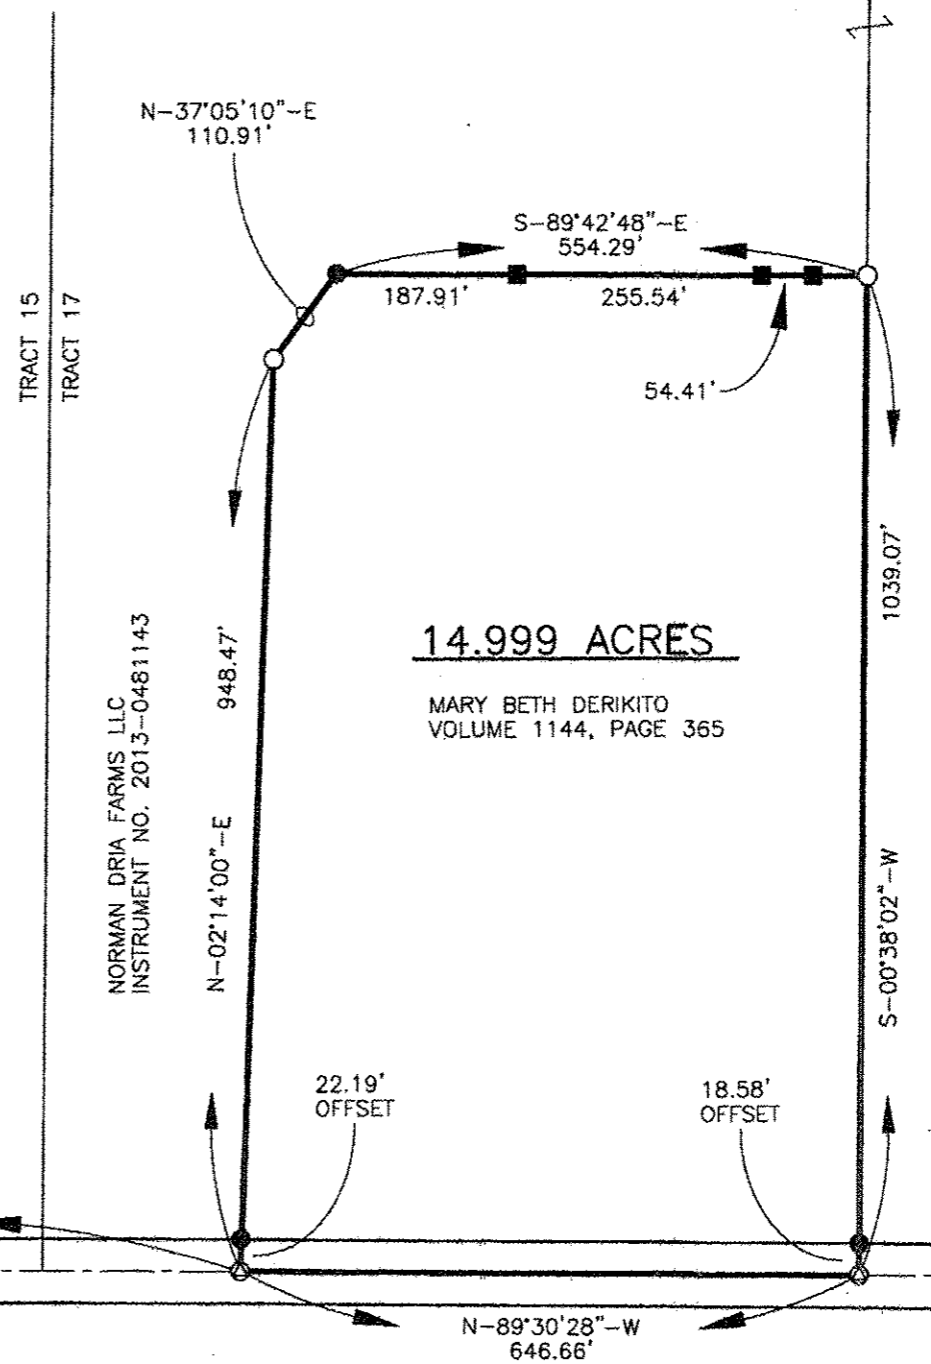 N-37°05'10"-E
110.91'
S-89°42'48"-E
554.29'
187.91'
255.54'
54.41'
TRACT 15
TRACT 17
1039.07'
14.999 ACRES
MARY BETH DERIKITO
VOLUME 1144, PAGE 365
948.47'
NORMAN DRIA FARMS LLC
INSTRUMENT NO. 2013-0481143
N-02°14'00"-E
S-00°38'02"-W
22.19'
OFFSET
18.58'
OFFSET
N-89°30'28"-W
646.66'